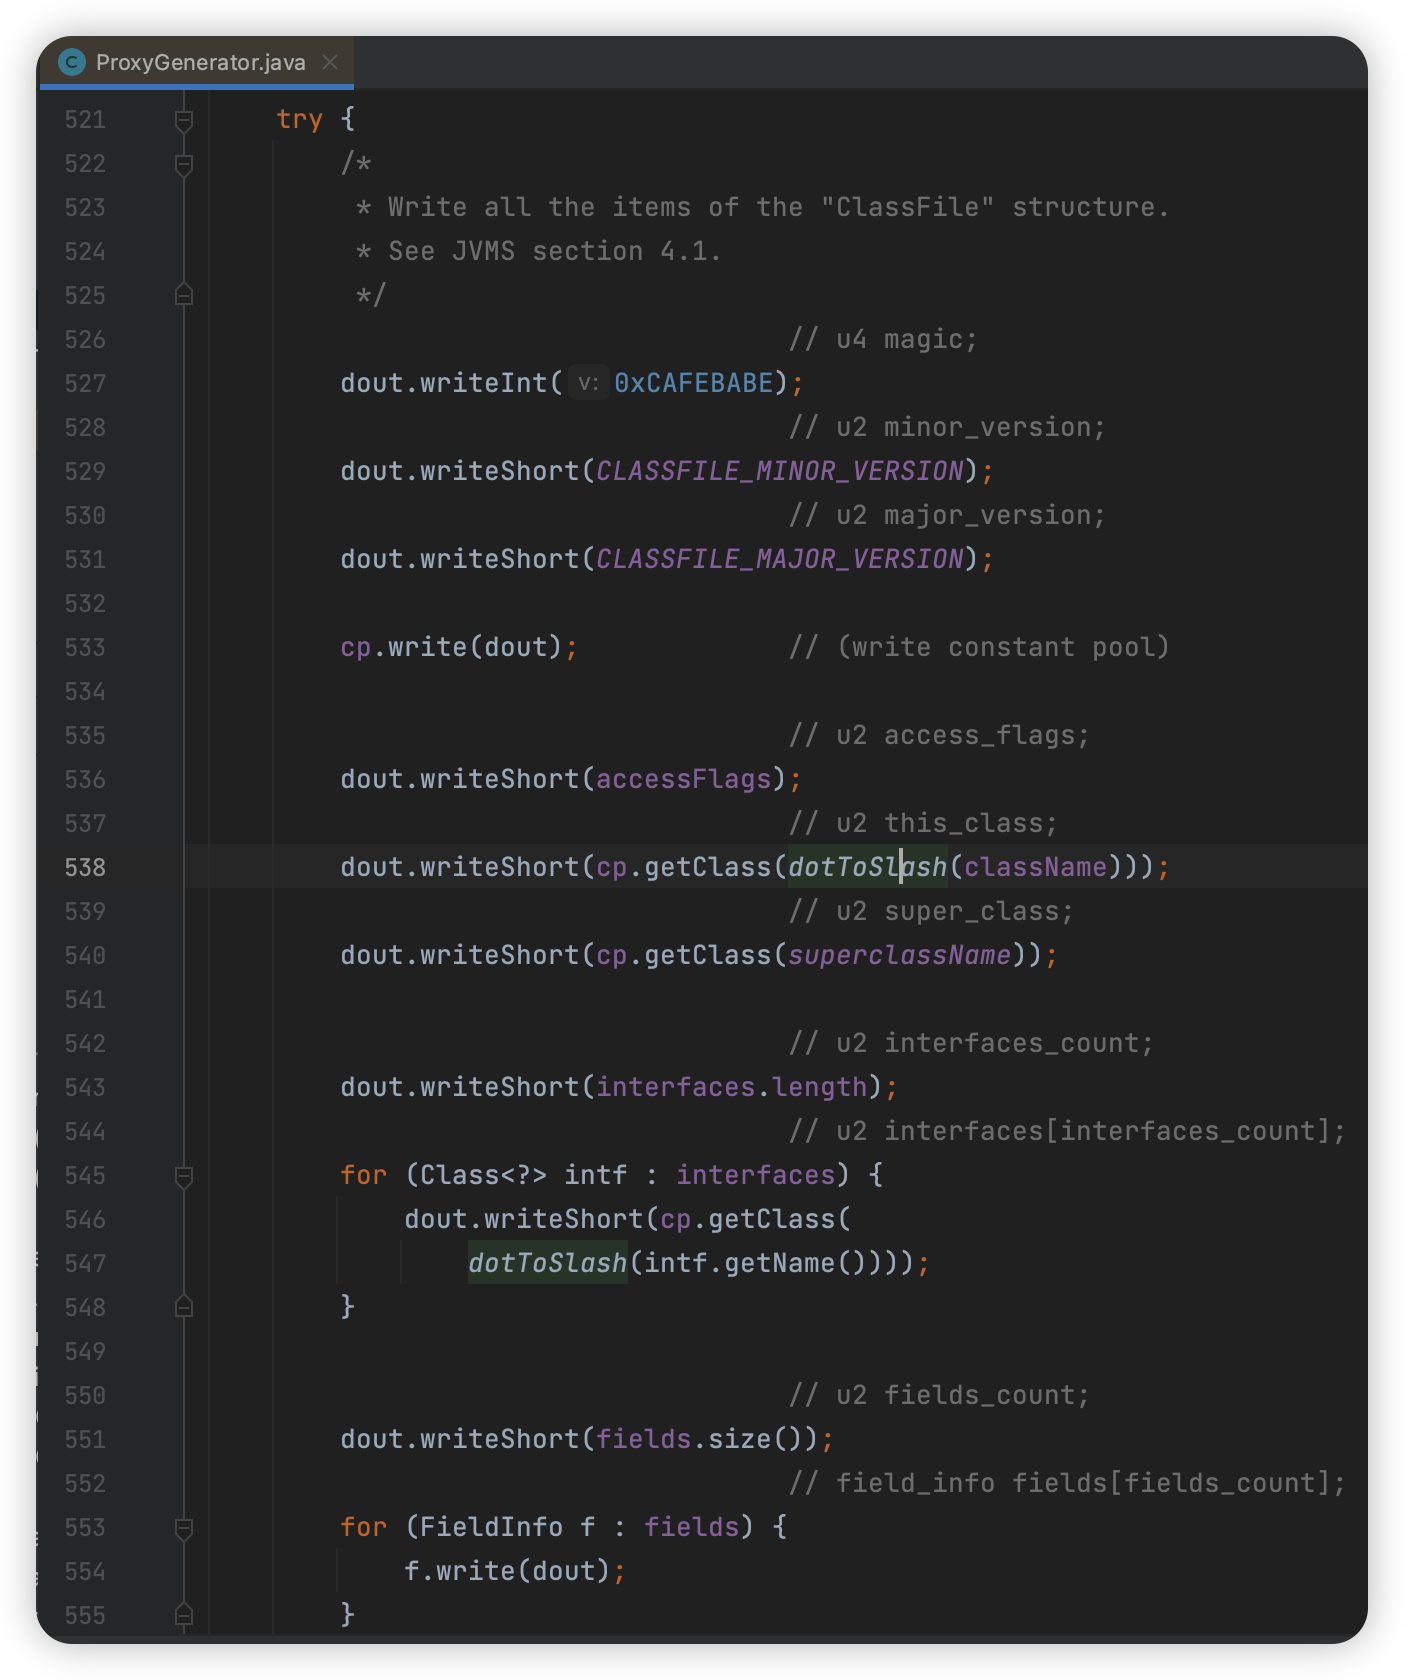 ProxyGenerator.java
521 try {
522 /*
523 * Write all the items of the "ClassFile" structure.
524 * See JVMS section 4.1.
525 */
526 // u4 magic;
527 dout.writeInt( v: 0xCAFEBABE);
528 // u2 minor_version;
529 dout.writeShort(CLASSFILE_MINOR_VERSION);
530 // u2 major_version;
531 dout.writeShort(CLASSFILE_MAJOR_VERSION);
532
533 cp.write(dout); // (write constant pool)
534
535 // u2 access_flags;
536 dout.writeShort(accessFlags);
537 // u2 this_class;
538 dout.writeShort(cp.getClass(dotToSlash(className)));
539 // u2 super_class;
540 dout.writeShort(cp.getClass(superclassName));
541
542 // u2 interfaces_count;
543 dout.writeShort(interfaces.length);
544 // u2 interfaces[interfaces_count];
545 for (Class<?> intf : interfaces) {
546 dout.writeShort(cp.getClass(
547 dotToSlash(intf.getName())));
548 }
549
550 // u2 fields_count;
551 dout.writeShort(fields.size());
552 // field_info fields[fields_count];
553 for (FieldInfo f : fields) {
554 f.write(dout);
555 }